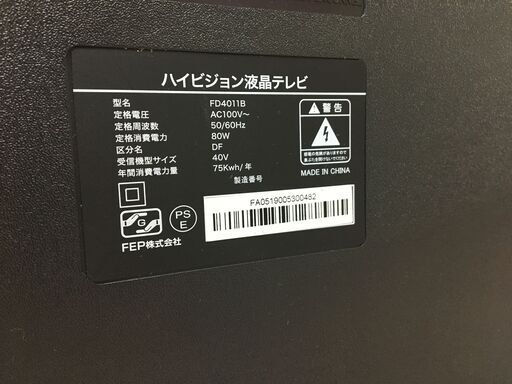 ハイビジョン液晶テレビ
型名 FD4011B
定格電圧 AC100V～
定格周波数 50/60Hz
定格消費電力 80W
区分名 DF
受信機型サイズ 40V
年間消費電力量 75Kwh/年
警告
MADE IN CHINA
製造番号
FA0519005300482
G
PS
E
FEP株式会社